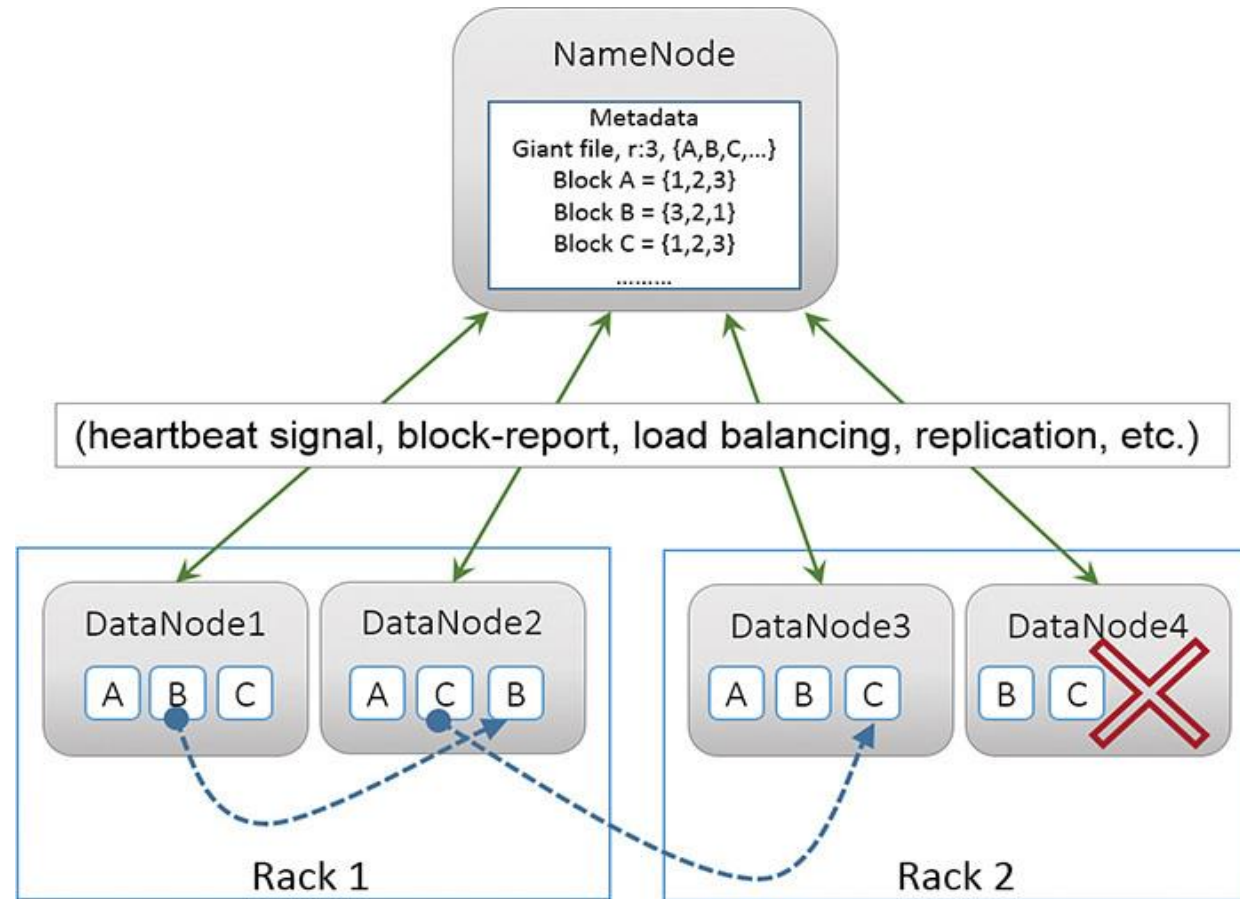 NameNode
Metadata
Giant file, r:3, {A,B,C,...}
Block A = {1,2,3}
Block B = {3,2,1}
Block C = {1,2,3}
.........
(heartbeat signal, block-report, load balancing, replication, etc.)
DataNode1
A B C
DataNode2
A C B
Rack 1
DataNode3
A B C
DataNode4
B C
Rack 2